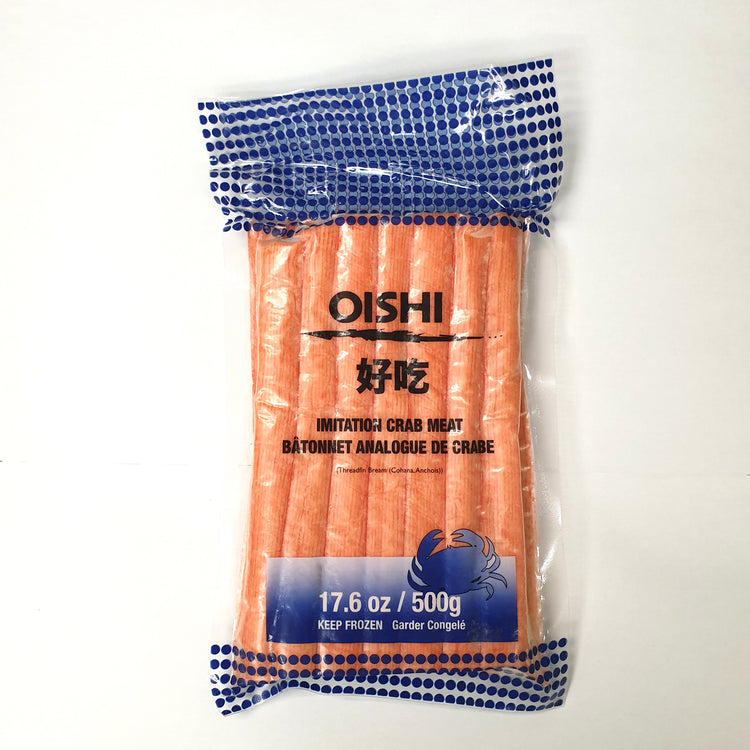 OISHI
好吃
IMITATION CRAB MEAT
BÂTONNET ANALOGUE DE CRABE
(Threadfin Bream (Cohana,Anchois))
17.6 oz / 500g
KEEP FROZEN Garder Congelé